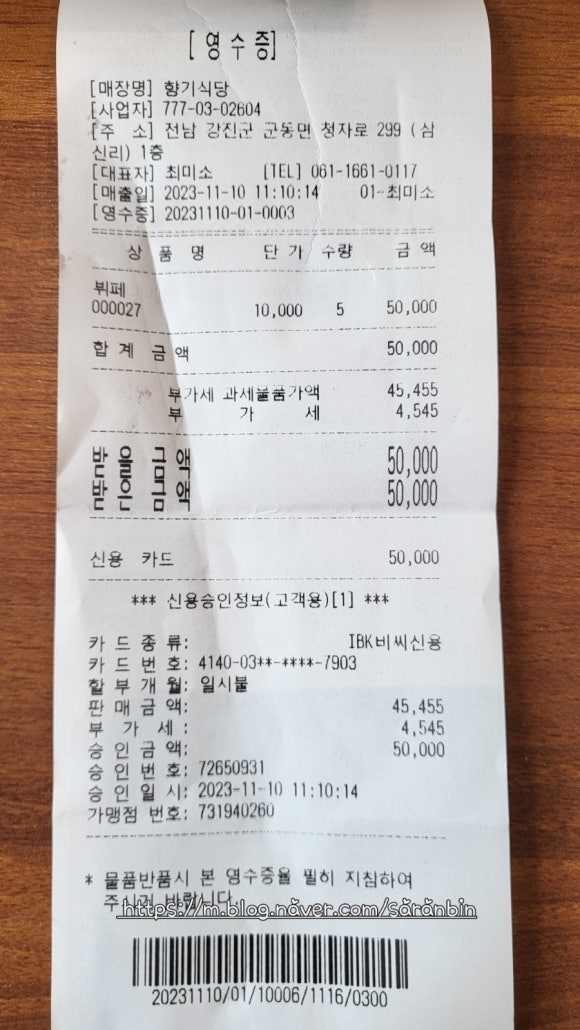 [영수증]
[매장명] 향기식당
[사업자] 777-03-02604
[주 소] 전남 강진군 군동면 청자로 299 (삼
신리) 1층
[대표자] 최미소 [TEL] 061-1661-0117
[매출일] 2023-11-10 11:10:14 01-최미소
[영수증] 20231110-01-0003
상 품 명 단 가 수량 금 액
뷔페
000027 10,000 5 50,000
합 계 금 액 50,000
부가세 과세물품가액 45,455
부 가 세 4,545
받 을 금 액 50,000
받 은 금 액 50,000
신용 카드 50,000
*** 신용승인정보(고객용)[1] ***
카 드 종 류: IBK비씨신용
카 드 번 호: 4140-03**-****-7903
할 부 개 월: 일시불
판 매 금 액: 45,455
부 가 세 : 4,545
승 인 금 액: 50,000
승 인 번 호: 72650931
승 인 일 시: 2023-11-10 11:10:14
가맹점 번호: 731940260
* 물품반품시 본 영수증을 필히 지침하여
주시기 바랍니다.
https://m.blog.naver.com/saranbin
20231110/01/10006/1116/0300